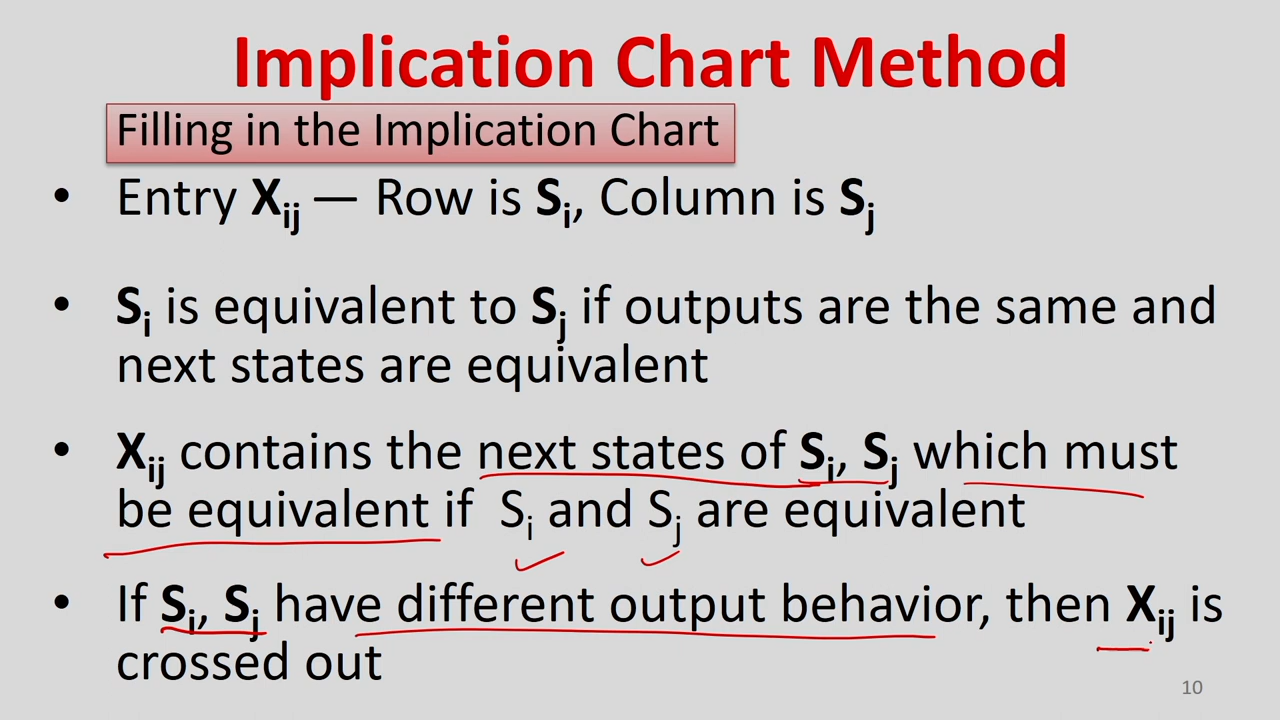 Implication Chart Method
Filling in the Implication Chart
• Entry Xij — Row is Si, Column is Sj
• Si is equivalent to Sj if outputs are the same and
next states are equivalent
• Xij contains the next states of Si, Sj which must
be equivalent if Si and Sj are equivalent
• If Si, Sj have different output behavior, then Xij is
crossed out
10